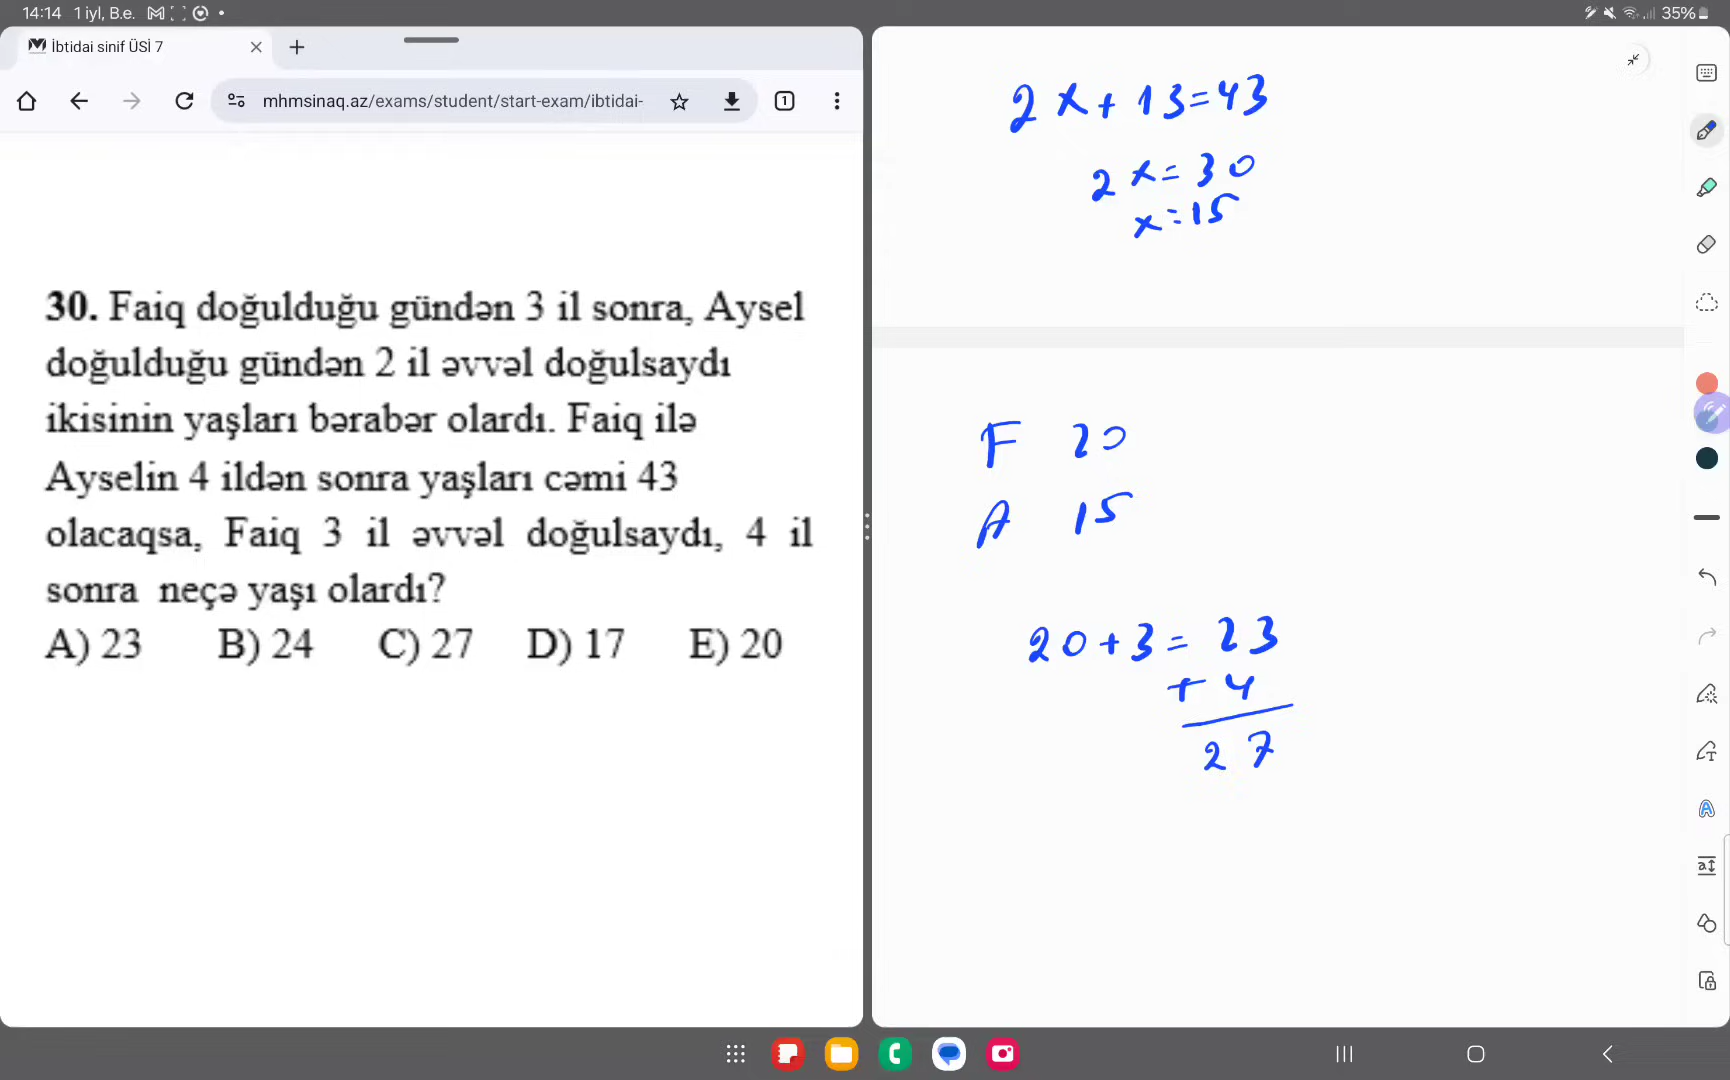 14:14 1 iyl, B.e.
35%
İbtidai sinif ÜSİ 7
mhmsinaq.az/exams/student/start-exam/ibtidai-
1
30. Faiq doğulduğu gündən 3 il sonra, Aysel
doğulduğu gündən 2 il əvvəl doğulsaydı
ikisinin yaşları bərabər olardı. Faiq ilə
Ayselin 4 ildən sonra yaşları cəmi 43
olacaqsa, Faiq 3 il əvvəl doğulsaydı, 4 il
sonra neçə yaşı olardı?
A) 23 B) 24 C) 27 D) 17 E) 20
2x+13=43
2x=30
x=15
F 20
A 15
20+3=23
+4
27